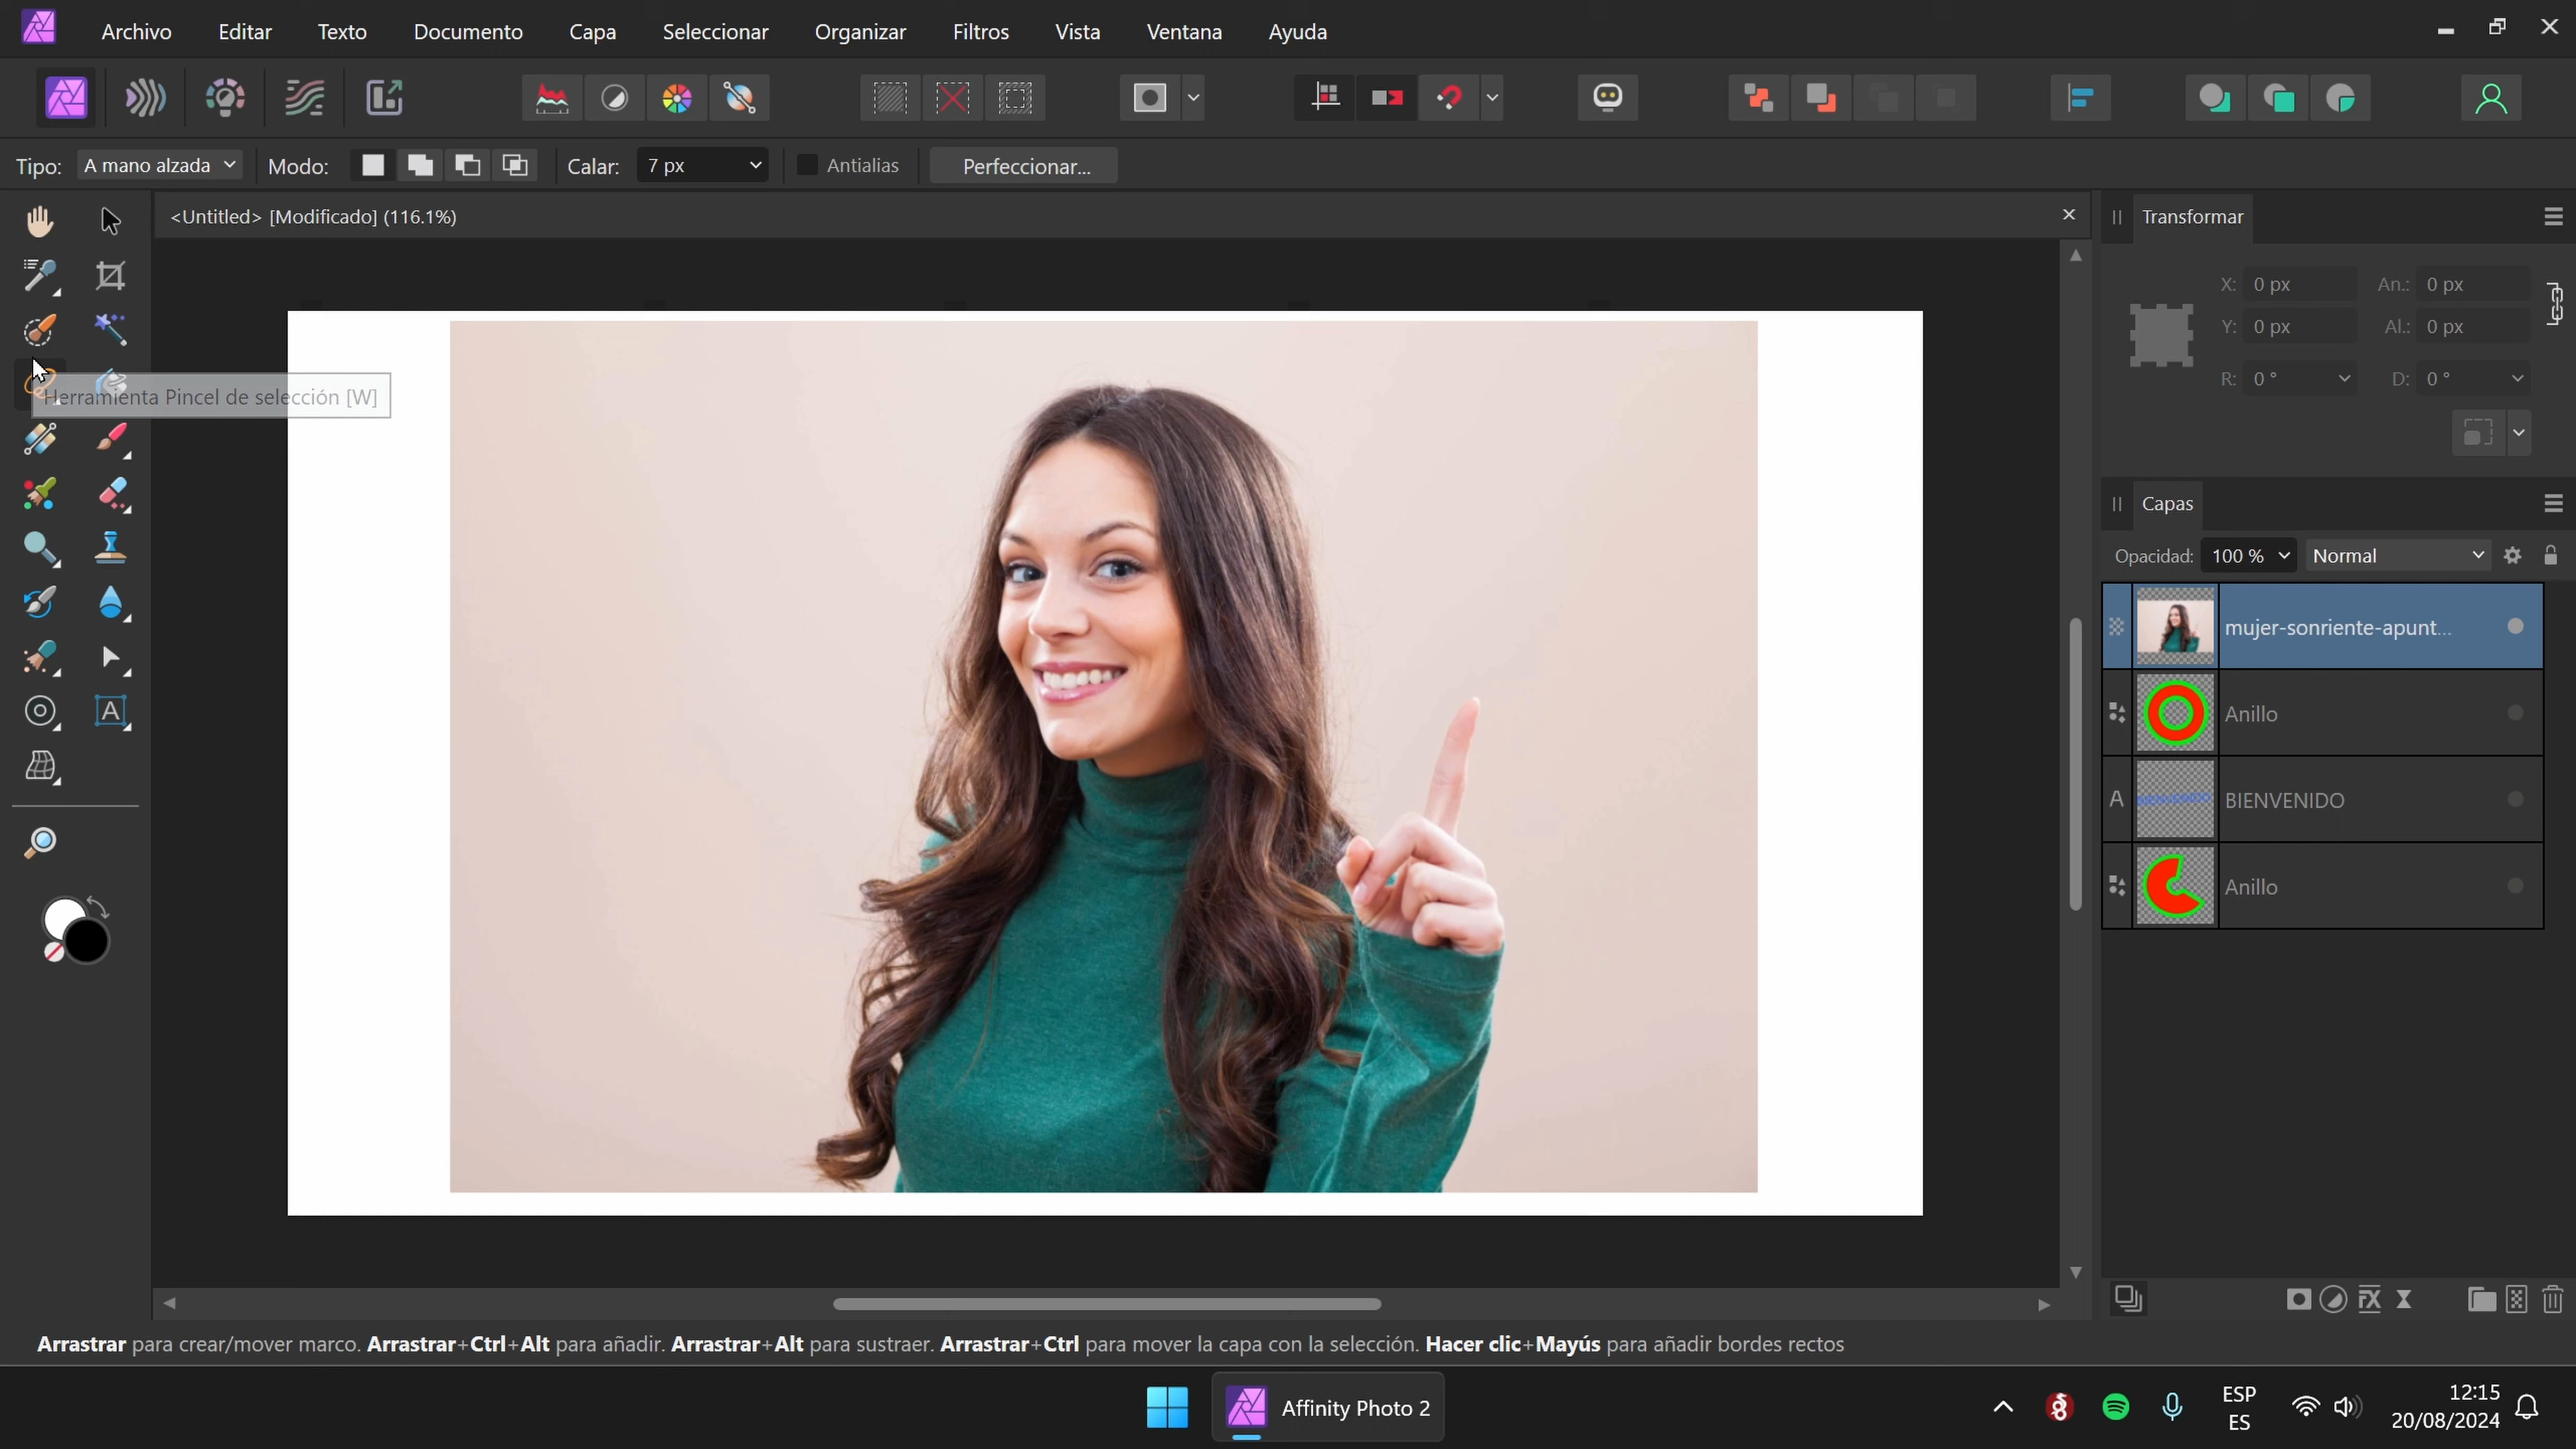 Archivo Editar Texto Documento Capa Seleccionar Organizar Filtros Vista Ventana Ayuda
Tipo: A mano alzada Modo: Calar: 7 px Antialias Perfeccionar...
<Untitled> [Modificado] (116.1%)
Transformar
X: 0 px An.: 0 px
Y: 0 px Al.: 0 px
R: 0 ° D: 0 °
Herramienta Pincel de selección [W]
Capas
Opacidad: 100 % Normal
mujer-sonriente-apunt...
Anillo
A BIENVENIDO
Anillo
Arrastrar para crear/mover marco. Arrastrar+Ctrl+Alt para añadir. Arrastrar+Alt para sustraer. Arrastrar+Ctrl para mover la capa con la selección. Hacer clic+Mayús para añadir bordes rectos
Affinity Photo 2
ESP
ES
12:15
20/08/2024